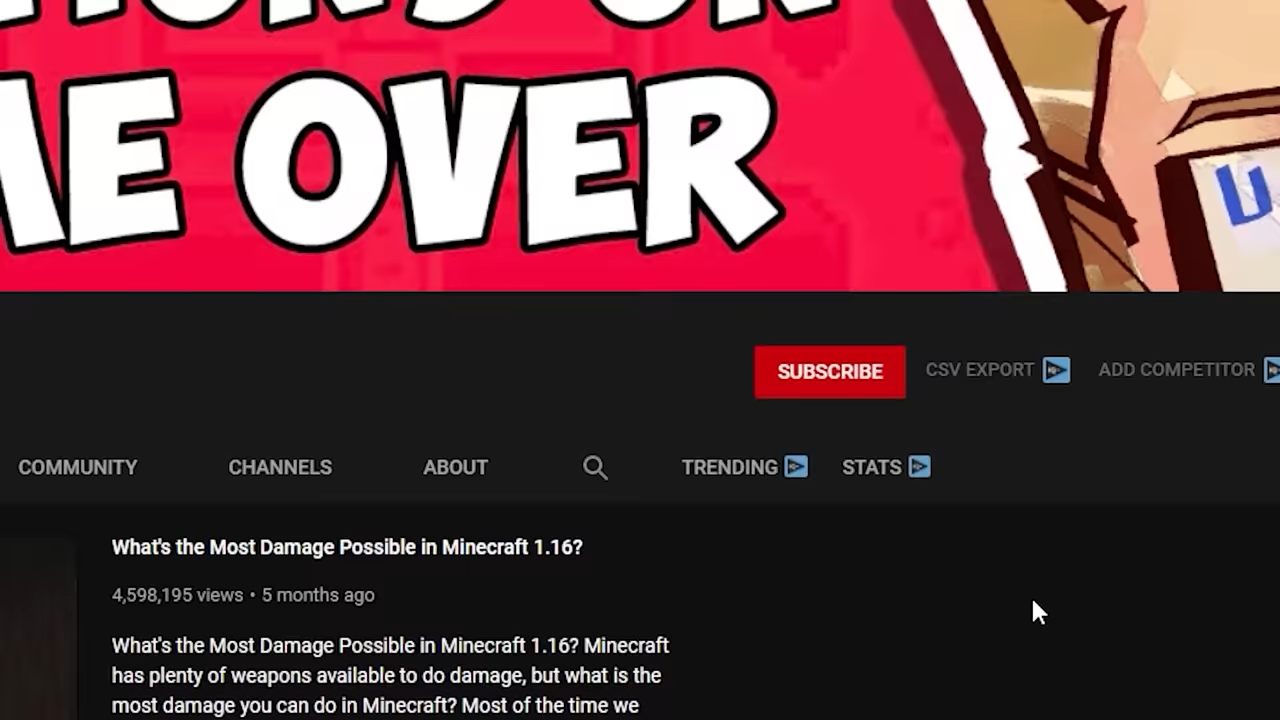 OVER
U
SUBSCRIBE
CSV EXPORT
ADD COMPETITOR
COMMUNITY
CHANNELS
ABOUT
TRENDING
STATS
What's the Most Damage Possible in Minecraft 1.16?
4,598,195 views • 5 months ago
What's the Most Damage Possible in Minecraft 1.16? Minecraft
has plenty of weapons available to do damage, but what is the
most damage you can do in Minecraft? Most of the time we